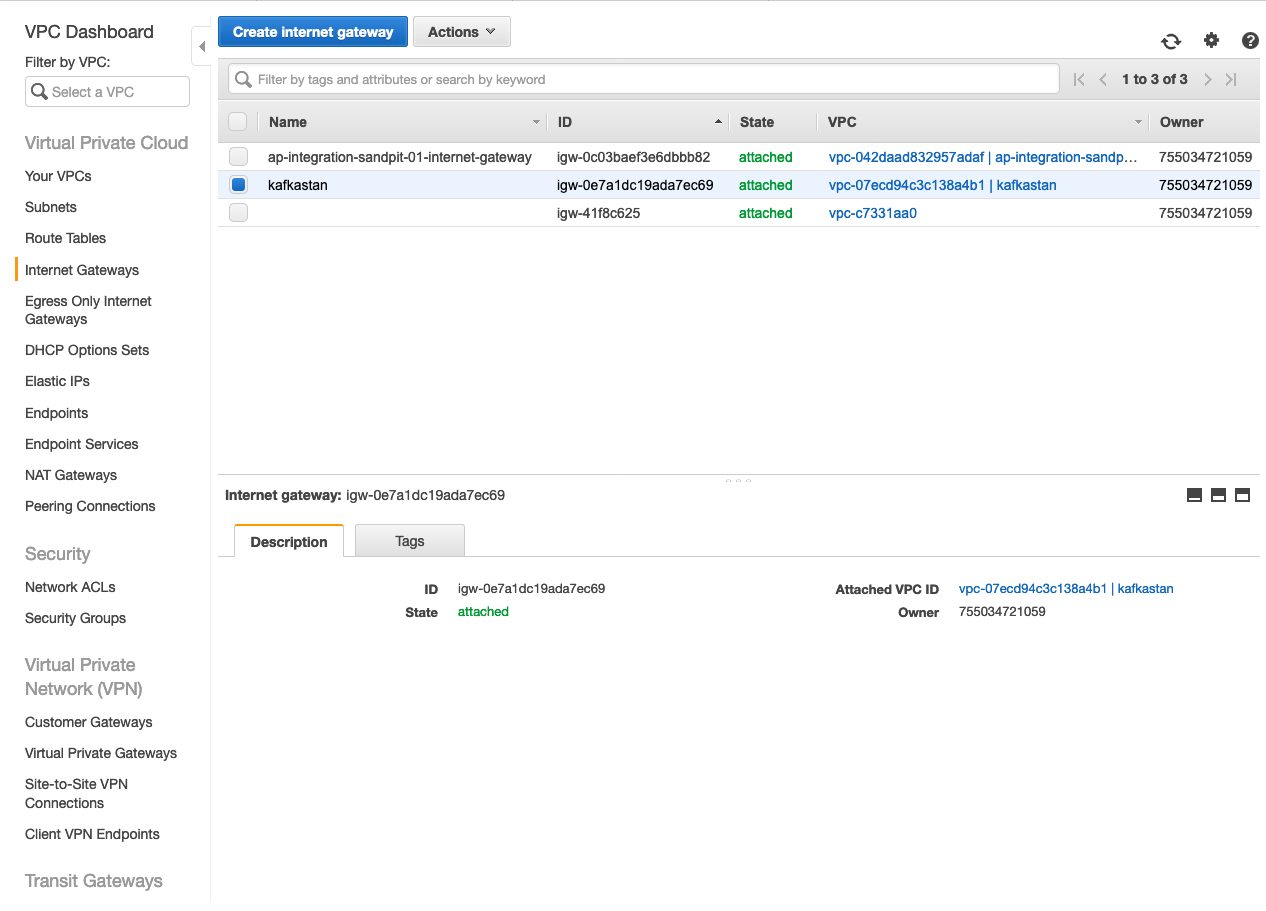 VPC Dashboard
Filter by VPC:
Select a VPC
Virtual Private Cloud
Your VPCs
Subnets
Route Tables
Internet Gateways
Egress Only Internet
Gateways
DHCP Options Sets
Elastic IPs
Endpoints
Endpoint Services
NAT Gateways
Peering Connections
Security
Network ACLs
Security Groups
Virtual Private
Network (VPN)
Customer Gateways
Virtual Private Gateways
Site-to-Site VPN
Connections
Client VPN Endpoints
Transit Gateways
Create internet gateway Actions
Filter by tags and attributes or search by keyword 1 to 3 of 3
Name ID State VPC Owner
ap-integration-sandpit-01-internet-gateway igw-0c03baef3e6dbbb82 attached vpc-042daad832957adaf | ap-integration-sandp… 755034721059
kafkastan igw-0e7a1dc19ada7ec69 attached vpc-07ecd94c3c138a4b1 | kafkastan 755034721059
igw-41f8c625 attached vpc-c7331aa0 755034721059
Internet gateway: igw-0e7a1dc19ada7ec69
Description Tags
ID igw-0e7a1dc19ada7ec69 Attached VPC ID vpc-07ecd94c3c138a4b1 | kafkastan
State attached Owner 755034721059